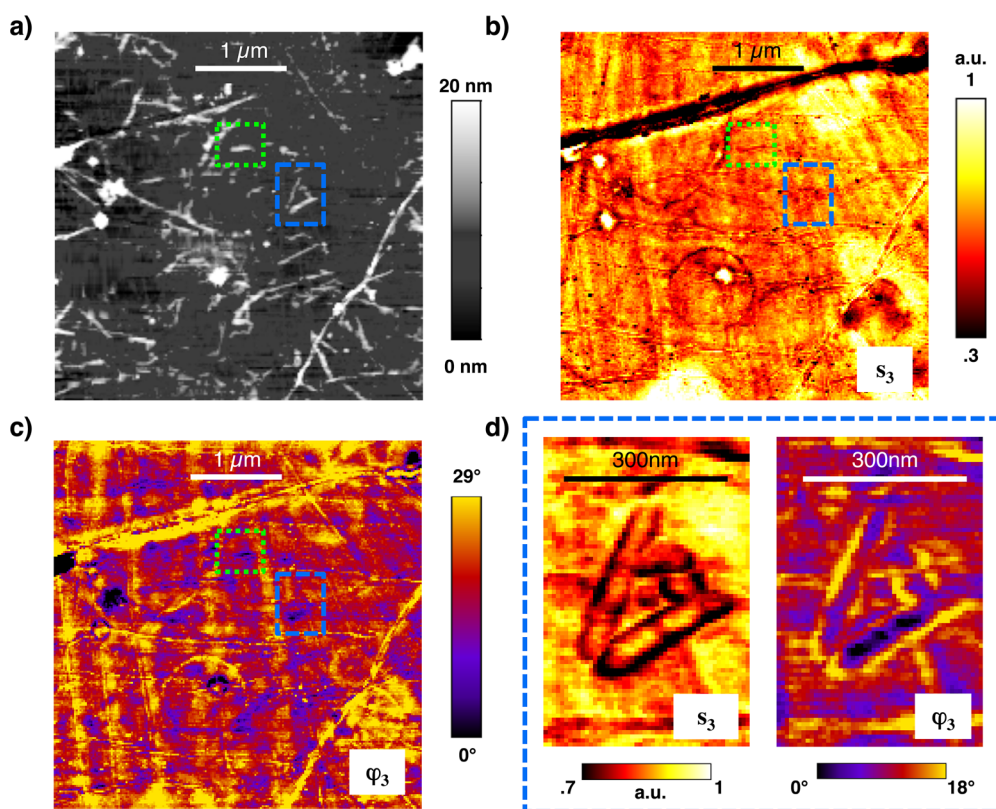 a)
1 µm
20 nm
0 nm
b)
1 µm
a.u.
1
.3
s3
c)
1 µm
29°
0°
φ3
d)
300nm
300nm
s3
φ3
.7
a.u.
1
0°
18°